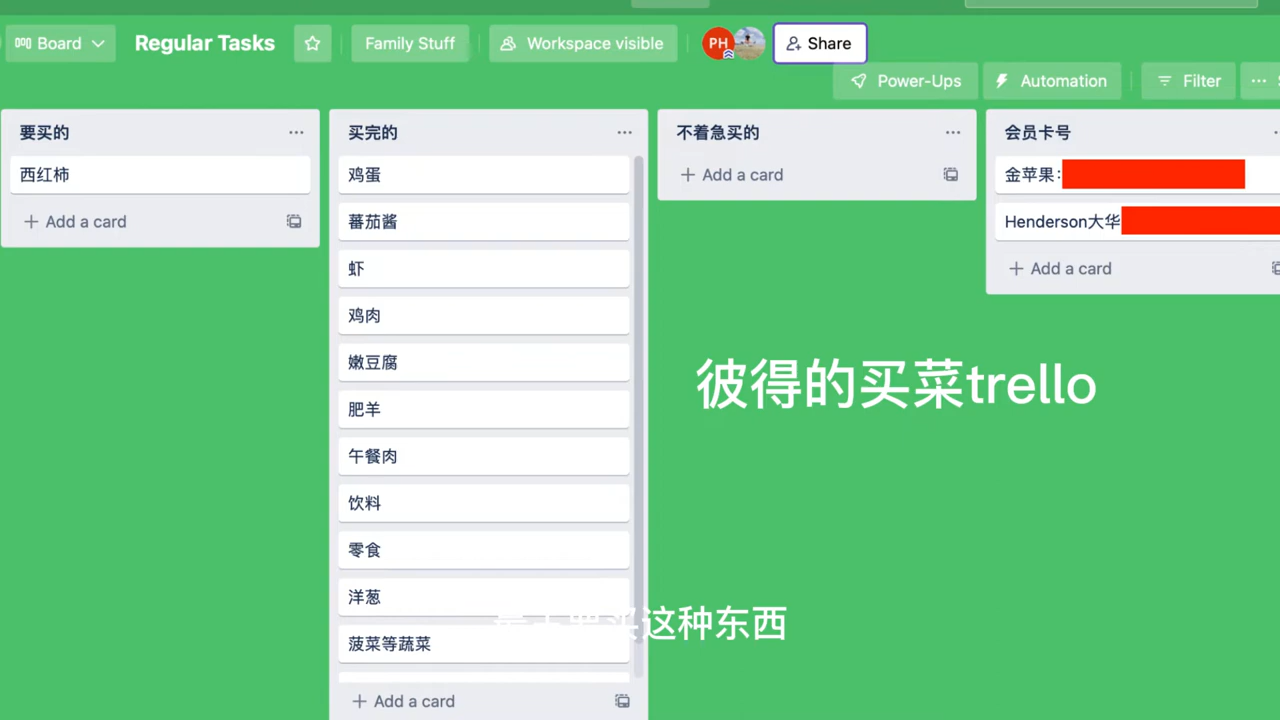 Board
Regular Tasks
Family Stuff
Workspace visible
PH
Share
Power-Ups
Automation
Filter
要买的
西红柿
Add a card
买完的
鸡蛋
蕃茄酱
虾
鸡肉
嫩豆腐
肥羊
午餐肉
饮料
零食
洋葱
菠菜等蔬菜
Add a card
不着急买的
Add a card
会员卡号
金苹果:
Henderson大华
Add a card
彼得的买菜trello
买这种东西